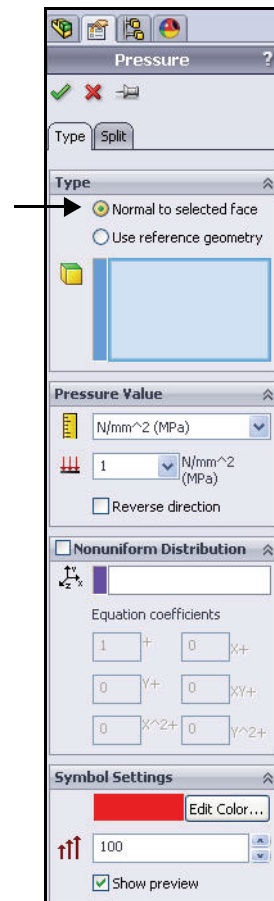 Pressure ?
Type Split
Type
Normal to selected face
Use reference geometry
Pressure Value
N/mm^2 (MPa)
1 N/mm^2 (MPa)
Reverse direction
Nonuniform Distribution
Equation coefficients
1 + 0 X+
0 Y+ 0 XY+
0 X^2+ 0 Y^2+
Symbol Settings
Edit Color...
100
Show preview